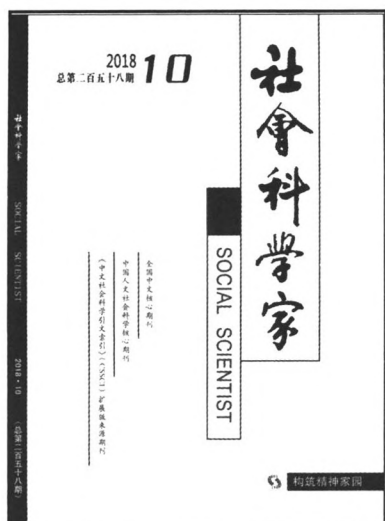 2018 10
总第二百五十八期
社會科學家
SOCIAL SCIENTIST
全国中文核心期刊
中国人文社会科学核心期刊
《中文社会科学引文索引》(CSSCI)扩展版来源期刊
构筑精神家园
社會科學家
SOCIAL SCIENTIST
2018·10
(总第二百五十八期)